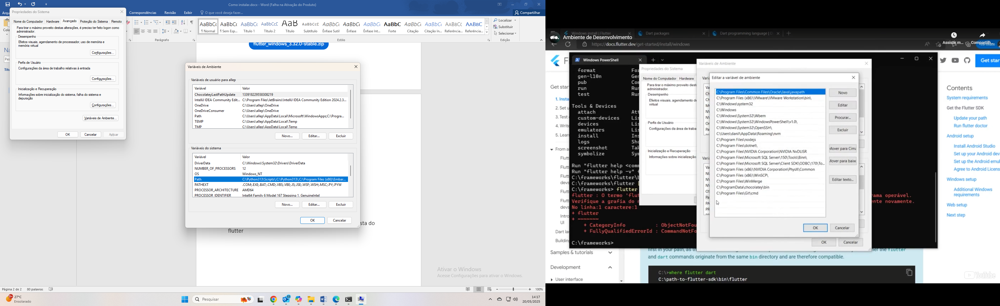 Como instalar.docx - Word (Falha na Ativação do Produto)
Correspondências
Revisão
Exibir
O que você deseja fazer...
Compartilhar
Propriedades do Sistema
Nome do Computador
Hardware
Avançado
Proteção do Sistema
Remoto
Para tirar o máximo proveito destas alterações, é preciso ter feito logon como
administrador.
Desempenho
Efeitos visuais, agendamento de processador, uso de memória e
memória virtual
Configurações...
Perfis de Usuário
Configurações da área de trabalho relativas à entrada
Configurações...
Inicialização e Recuperação
Informações sobre inicialização do sistema, falha do sistema e
depuração
Configurações...
Variáveis de Ambiente...
OK
Cancelar
Aplicar
AaBbCc
¶ Normal
AaBbCc
¶ Sem Esp...
AaBbCc
Título 1
AaBbCcD
Título 2
AaB
Título
AaBbCcD
Subtítulo
AaBbCc
Ênfase Sutil
AaBbCc
Ênfase
AaBbCc
Ênfase Int...
AaBbCc
Forte
AaBbCc
Citação
AaBbCc
Citação In...
AaBbCc
Referência...
AaBbC
Referência...
Localizar
Substituir
Selecionar
Parágrafo
Estilo
Edição
flutter_windows_3.32.0-stable.zip
Variáveis de Ambiente
Variáveis de usuário para allep
Variável Valor
ChocolateyLastPathUpdate 133918229558308219
IntelliJ IDEA Community Edit... C:\Program Files\JetBrains\IntelliJ IDEA Community Edition 2024.2.3...
OneDrive C:\Users\allep\OneDrive
OneDriveConsumer C:\Users\allep\OneDrive
Path C:\Users\allep\AppData\Local\Microsoft\WindowsApps;C:\Progra...
TEMP C:\Users\allep\AppData\Local\Temp
TMP C:\Users\allep\AppData\Local\Temp
Novo... Editar... Excluir
Variáveis do sistema
Variável Valor
DriverData C:\Windows\System32\Drivers\DriverData
NUMBER_OF_PROCESSORS 12
OS Windows_NT
Path C:\Python313\Scripts\;C:\Python313\;C:\Program Files (x86)\Embar...
PATHEXT .COM;.EXE;.BAT;.CMD;.VBS;.VBE;.JS;.JSE;.WSF;.WSH;.MSC;.PY;.PYW
PROCESSOR_ARCHITECTURE AMD64
PROCESSOR_IDENTIFIER Intel64 Family 6 Model 167 Stepping 1, GenuineIntel
Novo... Editar... Excluir
OK Cancelar
sta do
flutter
Ativar o Windows
Acesse Configurações para ativar o Windows.
Página 2 de 2 80 palavras
100%
9+
27°C
Ensolarado
Pesquisar
14:17
20/05/2025
Windows install | Flutter
Dart packages
Dart programming language | D
dio.
Ambiente de Desenvolvimento
Assistir m...
Compartilh...
https://docs.flutter.dev/get-started/install/windows
Get star
Get star
1. Insta
2. Set u
3. Test
4. Write
5. Learn
From a
Flutt
Flutt
Flutt
devs
Flutt
Flutt
devs
Intro
UI
Dart lan
Building
Samples & tutorials
Development
User interface
Windows PowerShell
format For
gen-l10n Ger
pub Com
run Run
test Run
Tools & Devices
attach Att
custom-devices Lis
devices Lis
emulators Lis
install Ins
logs Sho
screenshot Tak
symbolize Sym
Run "flutter help <comm
Run "flutter help -v" f
C:\frameworks\flutter\b
C:\frameworks\flutter [
C:\frameworks> flutter
flutter : O termo 'flut
rama operável.
Verifique a grafia do n
ente novamente.
No linha:1 caractere:1
+ flutter
+ ~~~~~~~
+ CategoryInfo : ObjectNotFou
+ FullyQualifiedErrorId : CommandNotFo
C:\frameworks>
Propriedades do Sistema
Nome do Computador
Hardware
Para tirar o máximo proveito dest
administrador.
Desempenho
Efeitos visuais, agendamento de
virtual
Perfis de Usuário
Configurações da área de traba
Inicialização e Recuperação
Informações sobre inicialização
Variáveis de Ambiente
OK
Cancelar
Editar a variável de ambiente
C:\Program Files\Common Files\Oracle\Java\javapath
C:\Program Files (x86)\VMware\VMware Workstation\bin\
C:\Windows\system32
C:\Windows
C:\Windows\System32\Wbem
C:\Windows\System32\WindowsPowerShell\v1.0\
C:\Windows\System32\OpenSSH\
C:\Users\danil\AppData\Roaming\nvm
C:\Program Files\nodejs
C:\Program Files\dotnet\
C:\Program Files\NVIDIA Corporation\NVIDIA NvDLISR
C:\Program Files\Microsoft SQL Server\150\Tools\Binn\
C:\Program Files\Microsoft SQL Server\Client SDK\ODBC\170\To...
C:\Program Files (x86)\NVIDIA Corporation\PhysX\Common
C:\Program Files (x86)\WinSCP\
C:\Program Files\WinMerge
C:\ProgramData\chocolatey\bin
C:\Program Files\Git\cmd
Novo
Editar
Procurar...
Excluir
Mover para Cima
Mover para baixo
Editar texto...
OK
Cancelar
Contents
System requirements
Get the Flutter SDK
Update your path
Run flutter doctor
Android setup
Install Android Studio
Set up your Android dev
Set up the Android emul
Agree to Android Licens
Windows setup
Additional Windows
requirements
Web setup
Next step
and dart commands originate from the same bin directory and are therefore compatible.
C:\>where flutter dart
C:\path-to-flutter-sdk\bin\flutter
YouTube